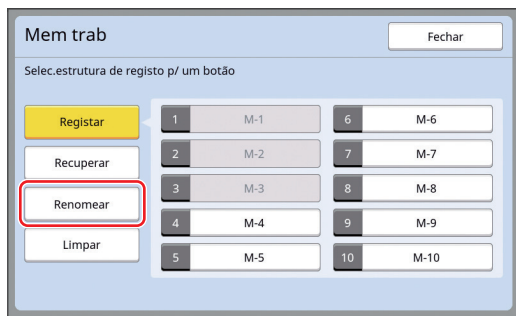 Mem trab
Fechar
Selec.estrutura de registo p/ um botão
Registar
Recuperar
Renomear
Limpar
1 M-1
2 M-2
3 M-3
4 M-4
5 M-5
6 M-6
7 M-7
8 M-8
9 M-9
10 M-10